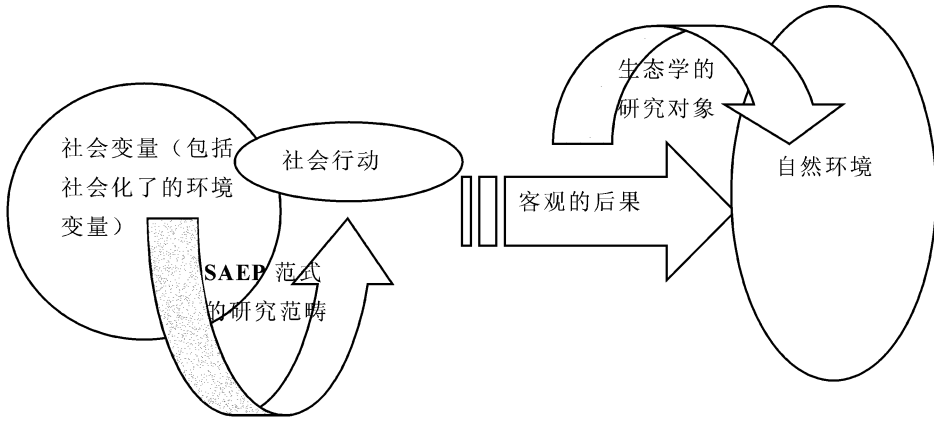 社会变量（包括
社会化了的环境
变量）
社会行动
SAEP 范式
的研究范畴
客观的后果
生态学的
研究对象
自然环境